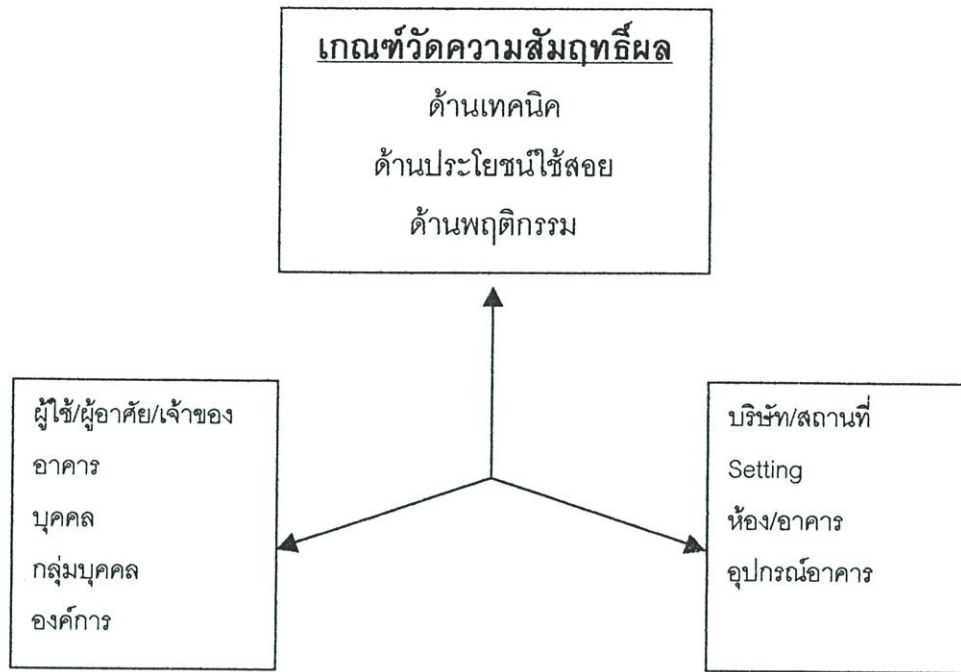 เกณฑ์วัดความสัมฤทธิ์ผล
ด้านเทคนิค
ด้านประโยชน์ใช้สอย
ด้านพฤติกรรม
ผู้ใช้/ผู้อาศัย/เจ้าของ
อาคาร
บุคคล
กลุ่มบุคคล
องค์การ
บริษัท/สถานที่
Setting
ห้อง/อาคาร
อุปกรณ์อาคาร